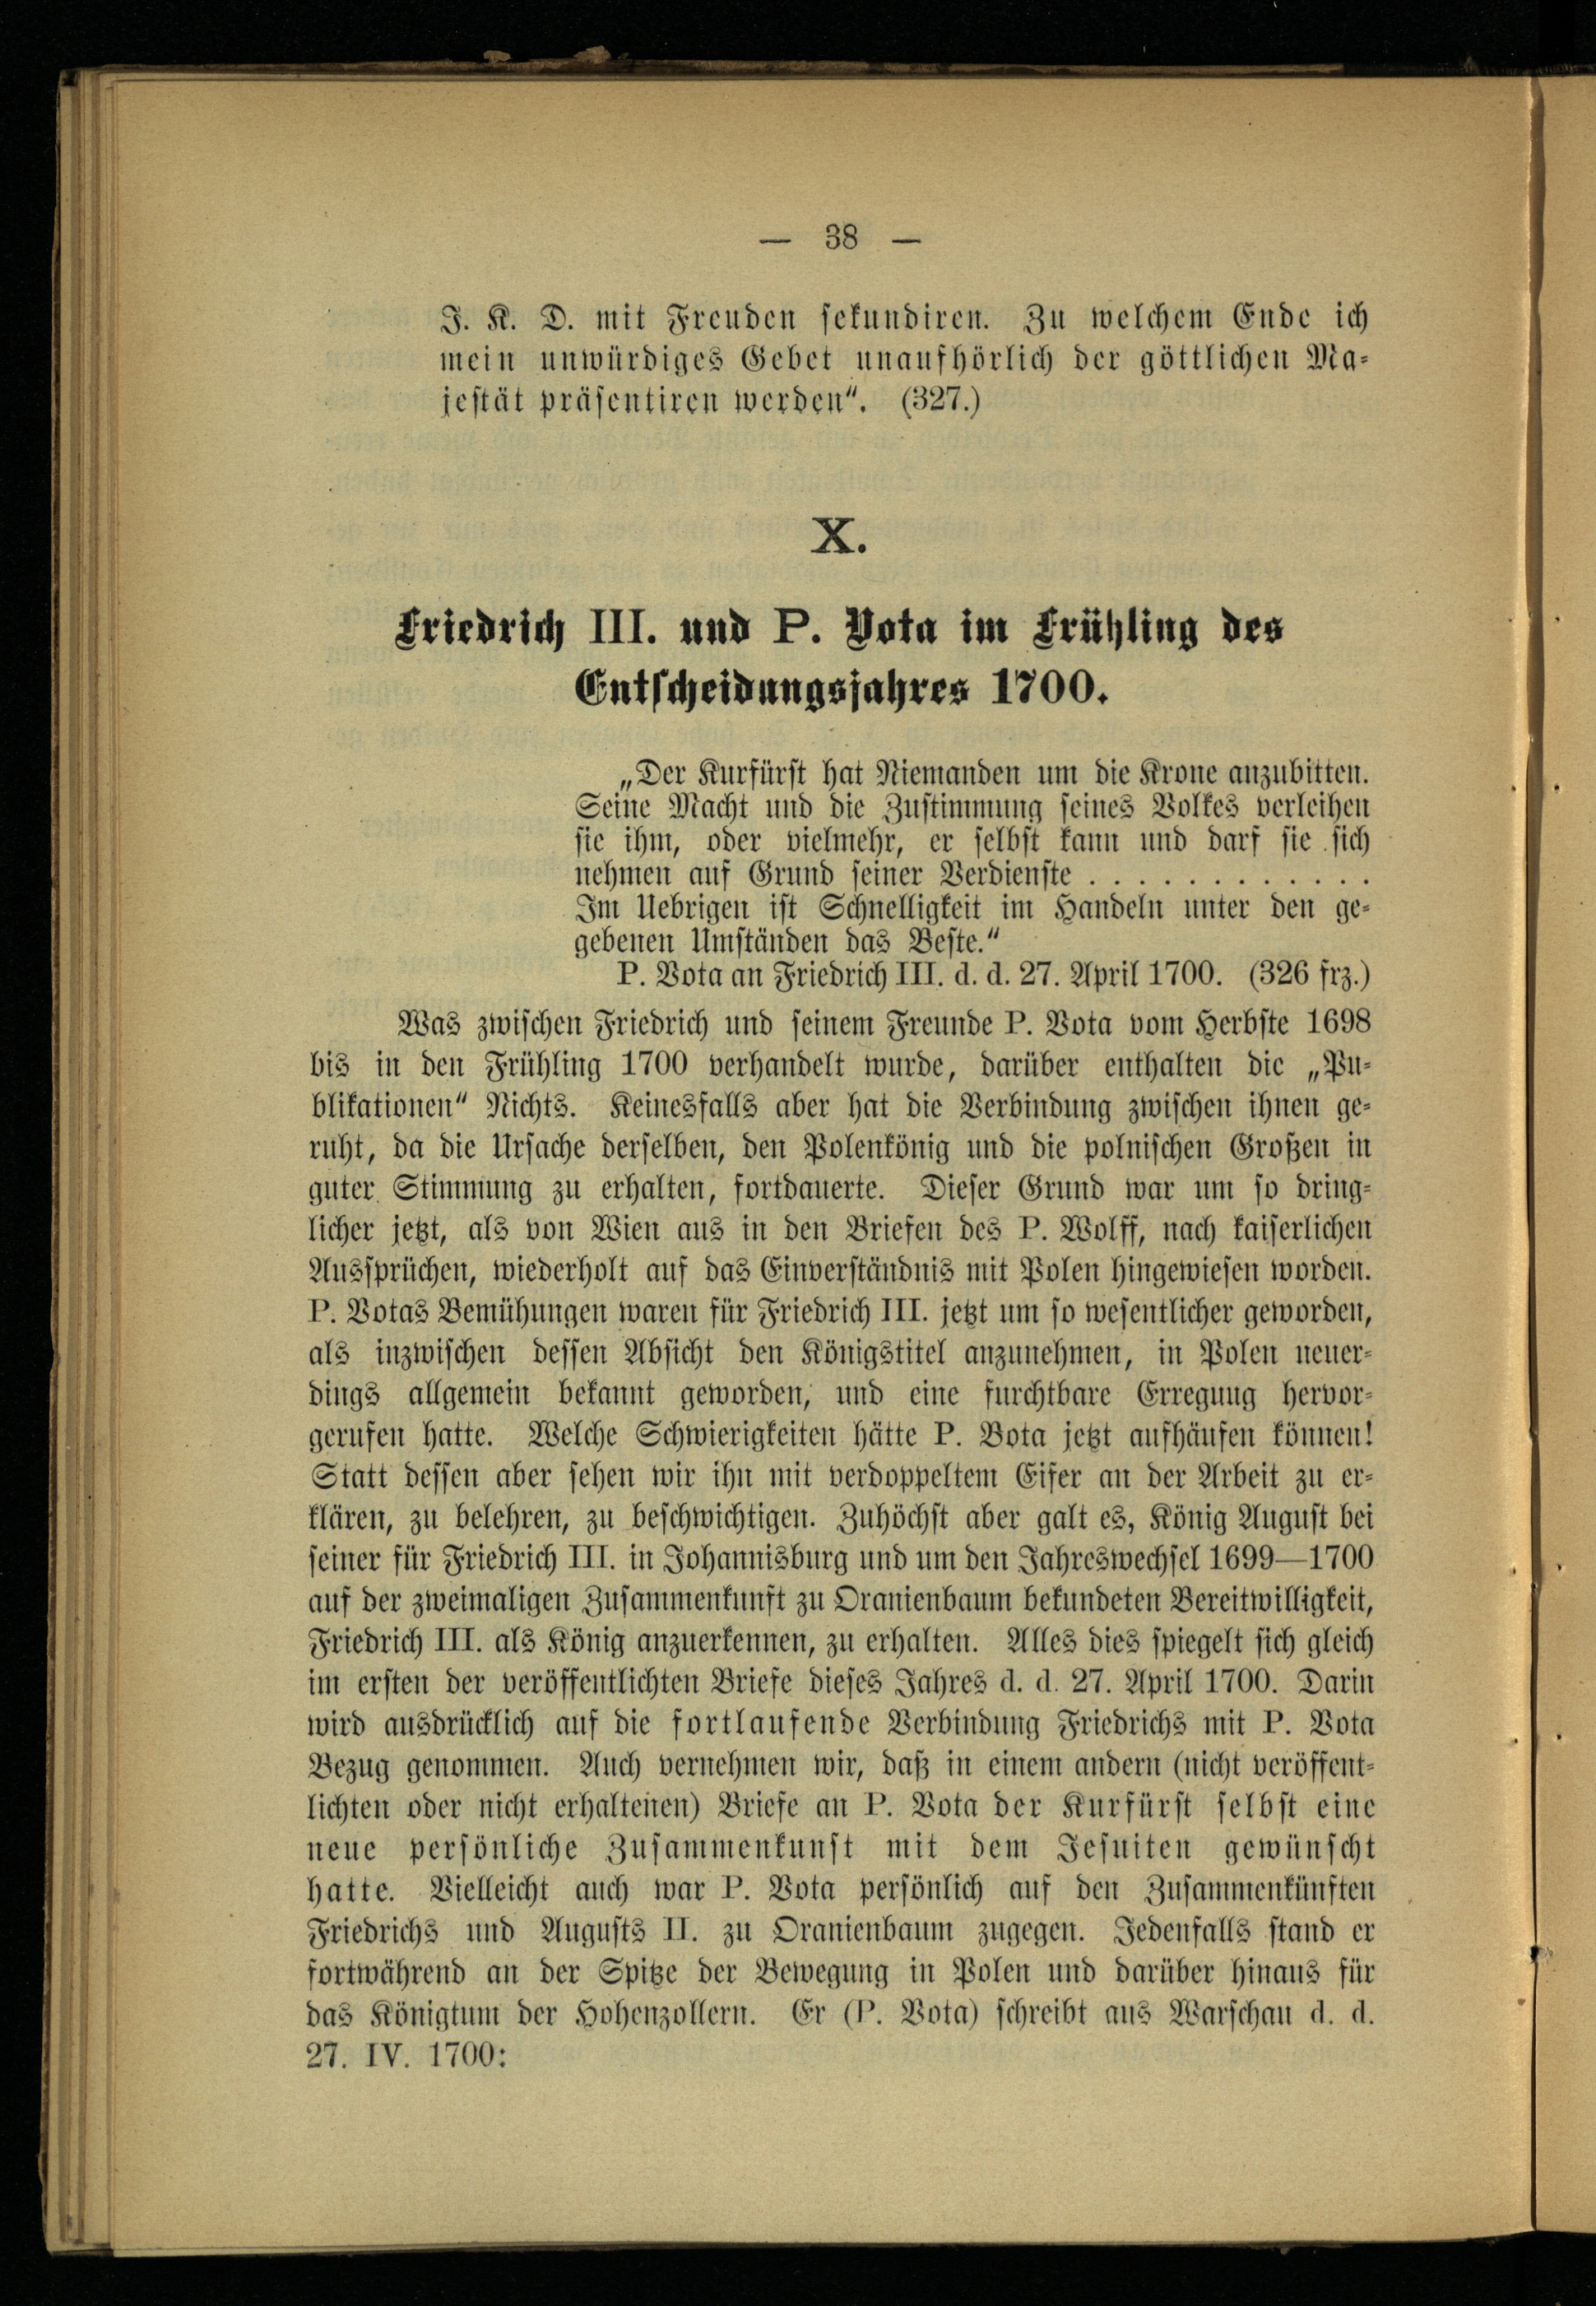 — 38 —
J. K. D. mit Freuden sekundiren. Zu welchem Ende ich
mein unwürdiges Gebet unaufhörlich der göttlichen Ma-
jestät präsentiren werden“. (327.)
X.
Friedrich III. und P. Vota im Frühling des
Entscheidungsjahres 1700.
„Der Kurfürst hat Niemanden um die Krone anzubitten.
Seine Macht und die Zustimmung seines Volkes verleihen
sie ihm, oder vielmehr, er selbst kann und darf sie sich
nehmen auf Grund seiner Verdienste . . . . . . . . . . . .
Im Uebrigen ist Schnelligkeit im Handeln unter den ge-
gebenen Umständen das Beste.“
P. Vota an Friedrich III. d. d. 27. April 1700. (326 frz.)
Was zwischen Friedrich und seinem Freunde P. Vota vom Herbste 1698
bis in den Frühling 1700 verhandelt wurde, darüber enthalten die „Pu-
blikationen“ Nichts. Keinesfalls aber hat die Verbindung zwischen ihnen ge-
ruht, da die Ursache derselben, den Polenkönig und die polnischen Großen in
guter Stimmung zu erhalten, fortdauerte. Dieser Grund war um so dring-
licher jetzt, als von Wien aus in den Briefen des P. Wolff, nach kaiserlichen
Aussprüchen, wiederholt auf das Einverständnis mit Polen hingewiesen worden.
P. Votas Bemühungen waren für Friedrich III. jetzt um so wesentlicher geworden,
als inzwischen dessen Absicht den Königstitel anzunehmen, in Polen neuer-
dings allgemein bekannt geworden, und eine furchtbare Erregung hervor-
gerufen hatte. Welche Schwierigkeiten hätte P. Vota jetzt aufhäufen können!
Statt dessen aber sehen wir ihn mit verdoppeltem Eifer an der Arbeit zu er-
klären, zu belehren, zu beschwichtigen. Zuhöchst aber galt es, König August bei
seiner für Friedrich III. in Johannisburg und um den Jahreswechsel 1699—1700
auf der zweimaligen Zusammenkunft zu Oranienbaum bekundeten Bereitwilligkeit,
Friedrich III. als König anzuerkennen, zu erhalten. Alles dies spiegelt sich gleich
im ersten der veröffentlichten Briefe dieses Jahres d. d. 27. April 1700. Darin
wird ausdrücklich auf die fortlaufende Verbindung Friedrichs mit P. Vota
Bezug genommen. Auch vernehmen wir, daß in einem andern (nicht veröffent-
lichten oder nicht erhaltenen) Briefe an P. Vota der Kurfürst selbst eine
neue persönliche Zusammenkunst mit dem Jesuiten gewünscht
hatte. Vielleicht auch war P. Vota persönlich auf den Zusammenkünften
Friedrichs und Augusts II. zu Oranienbaum zugegen. Jedenfalls stand er
fortwährend an der Spitze der Bewegung in Polen und darüber hinaus für
das Königtum der Hohenzollern. Er (P. Vota) schreibt aus Warschau d. d.
27. IV. 1700: